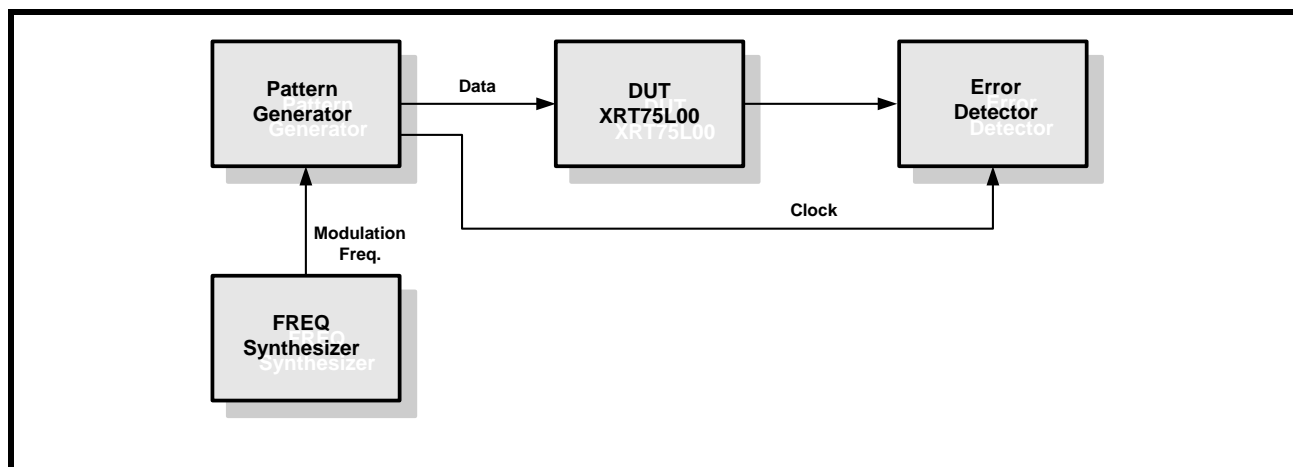 Pattern
Generator
Data
DUT
XRT75L00
Error
Detector
Clock
Modulation
Freq.
FREQ
Synthesizer